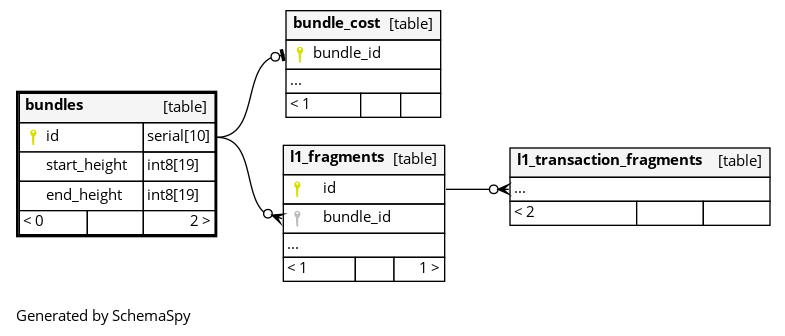 bundle_cost [table]
bundle_id
...
< 1
bundles [table]
id serial[10]
start_height int8[19]
end_height int8[19]
< 0 2 >
l1_fragments [table]
id
bundle_id
...
< 1 1 >
l1_transaction_fragments [table]
...
< 2
Generated by SchemaSpy